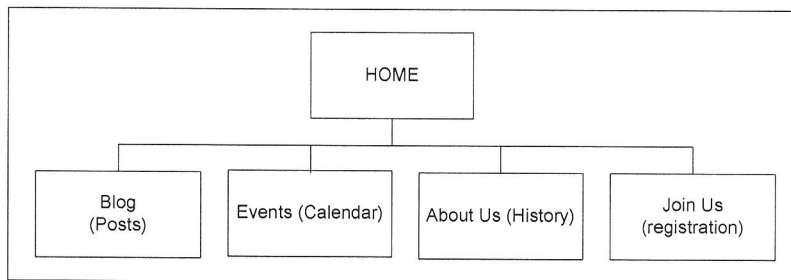 HOME
Blog
(Posts)
Events (Calendar)
About Us (History)
Join Us
(registration)